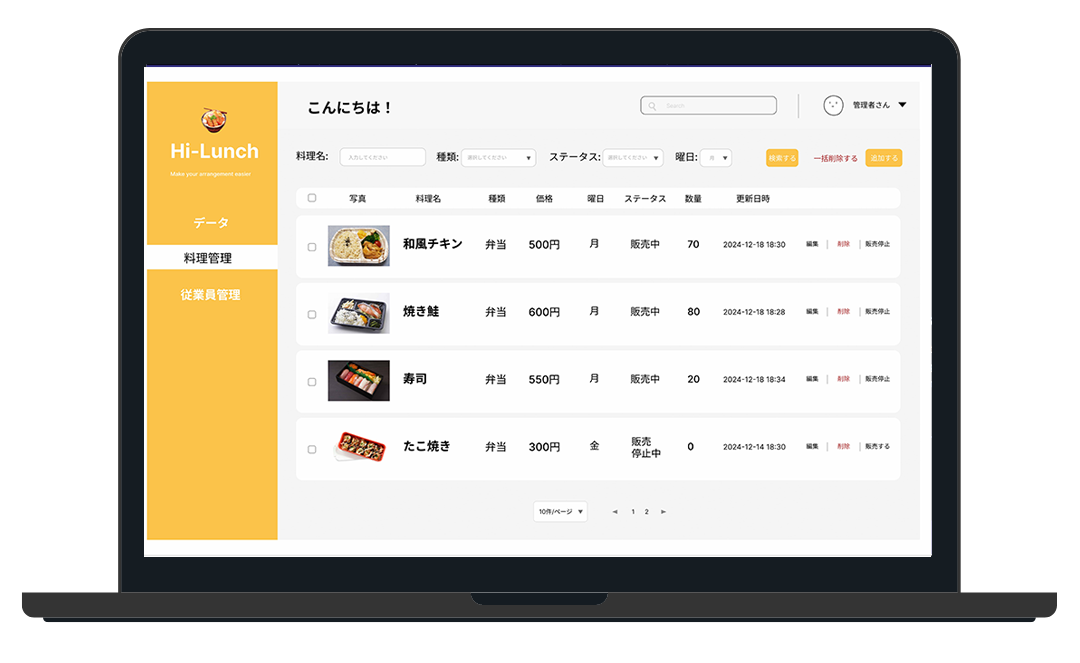 こんにちは！
Search
管理者さん
Hi-Lunch
Make your arrangement easier
データ
料理管理
従業員管理
料理名: 入力してください 種類: 選択してください ステータス: 選択してください 曜日: 月 検索する 一括削除する 追加する
写真 料理名 種類 価格 曜日 ステータス 数量 更新日時
和風チキン 弁当 500円 月 販売中 70 2024-12-18 18:30 編集 | 削除 | 販売停止
焼き鮭 弁当 600円 月 販売中 80 2024-12-18 18:28 編集 | 削除 | 販売停止
寿司 弁当 550円 月 販売中 20 2024-12-18 18:34 編集 | 削除 | 販売停止
たこ焼き 弁当 300円 金 販売停止中 0 2024-12-14 18:30 編集 | 削除 | 販売する
10件/ページ 1 2